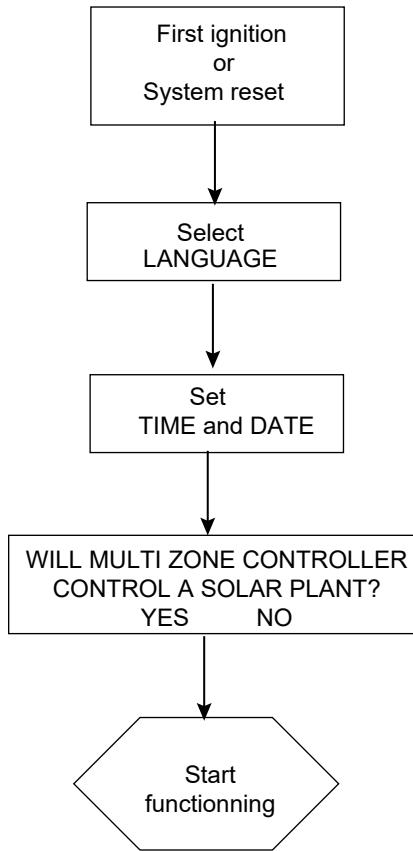 First ignition
or
System reset
Select
LANGUAGE
Set
TIME and DATE
WILL MULTI ZONE CONTROLLER
CONTROL A SOLAR PLANT?
YES NO
Start
functionning